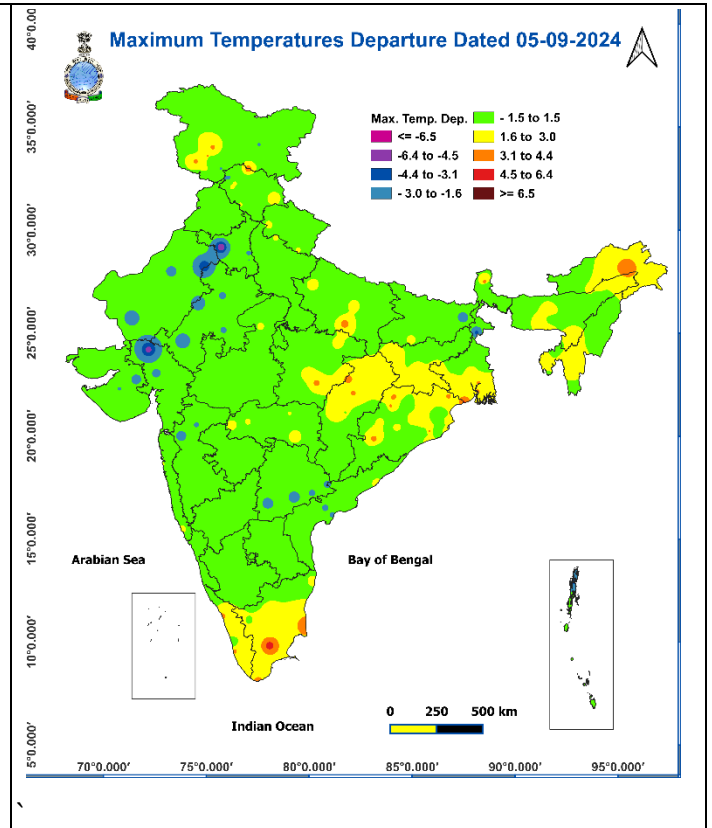 Maximum Temperatures Departure Dated 05-09-2024
Max. Temp. Dep.
<= -6.5
-6.4 to -4.5
-4.4 to -3.1
- 3.0 to -1.6
- 1.5 to 1.5
1.6 to 3.0
3.1 to 4.4
4.5 to 6.4
>= 6.5
40°0.000'
35°0.000'
30°0.000'
25°0.000'
20°0.000'
15°0.000'
10°0.000'
5°0.000'
Arabian Sea
Bay of Bengal
Indian Ocean
0 250 500 km
70°0.000' 75°0.000' 80°0.000' 85°0.000' 90°0.000' 95°0.000'
`